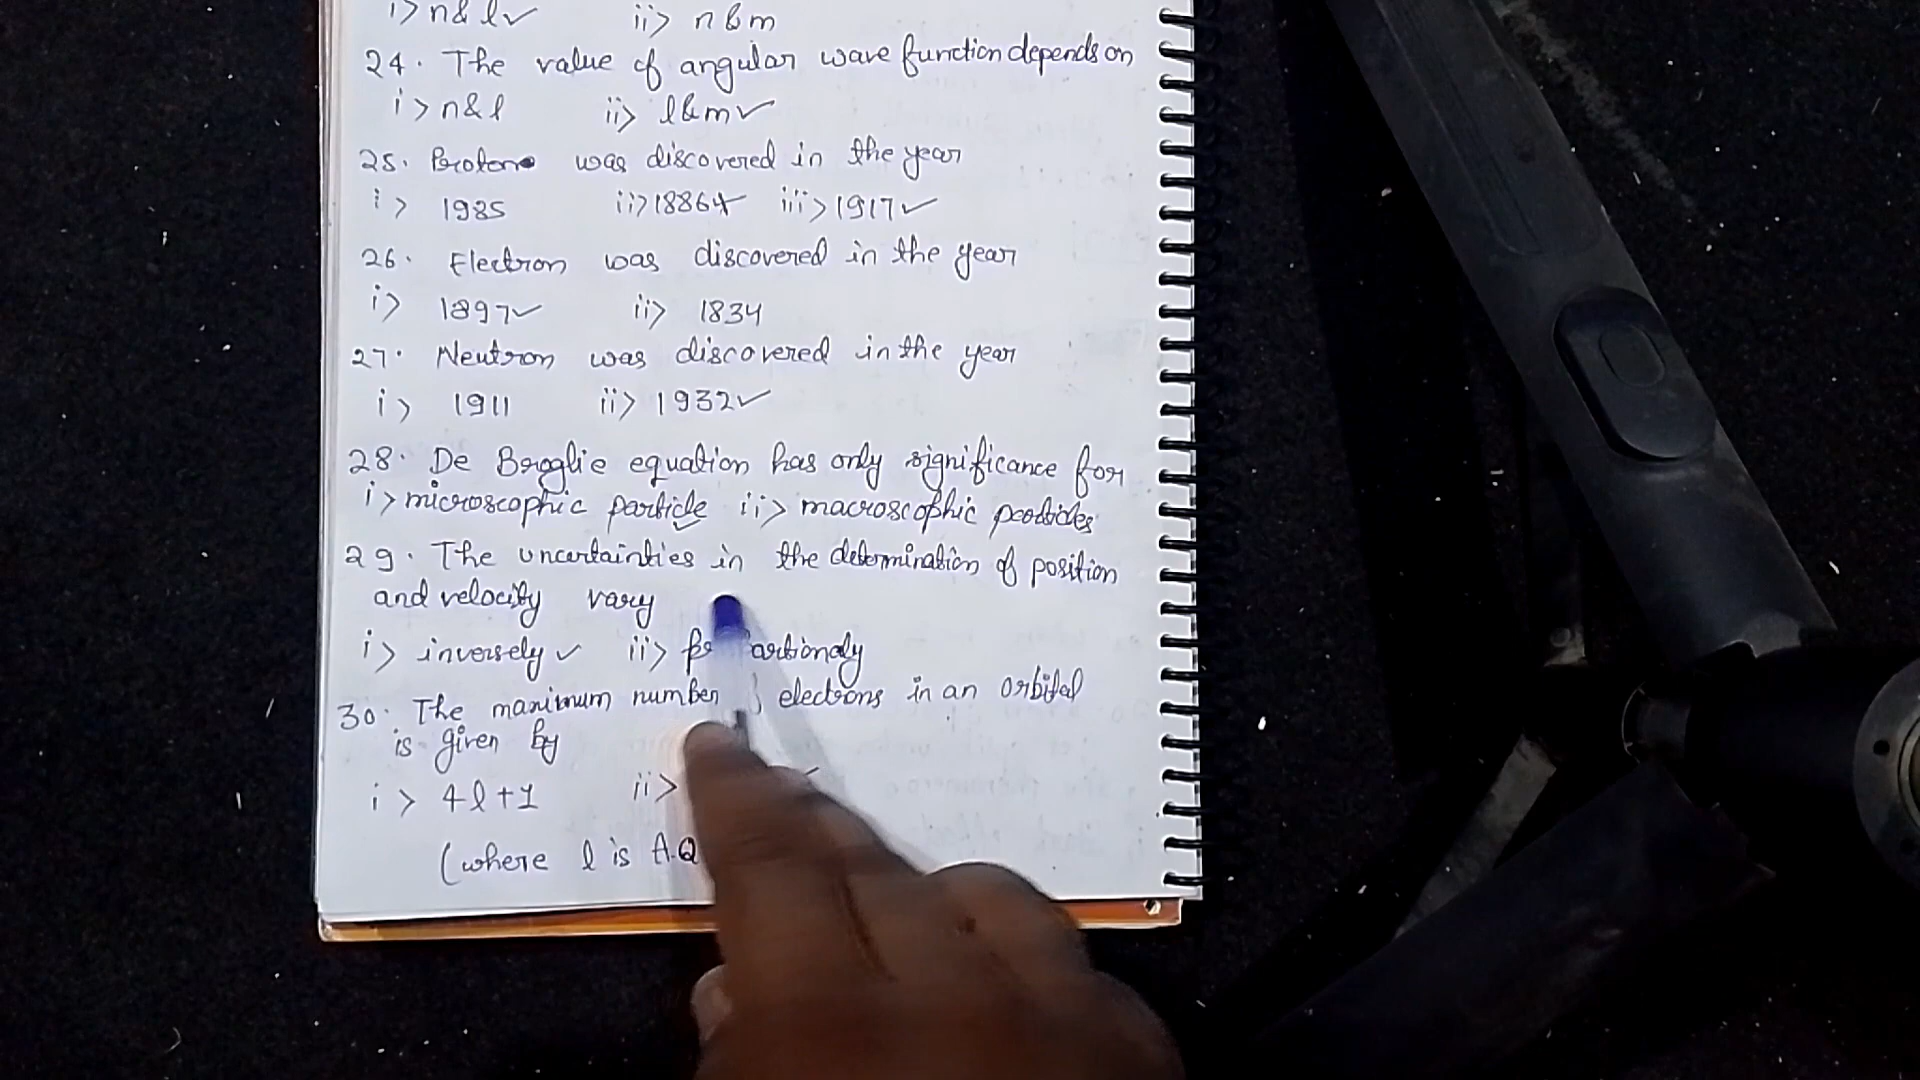 i> n & l✓ ii> n & m
24. The value of angular wave function depends on
i> n & l ii> l & m✓
25. Proton was discovered in the year
i> 1985 ii> 1886 iii> 1917✓
26. Electron was discovered in the year
i> 1897✓ ii> 1834
27. Neutron was discovered in the year
i> 1911 ii> 1932✓
28. De Broglie equation has only significance for
i> microscophic particle✓ ii> macroscophic particles
29. The uncertainties in the determination of position
and velocity vary
i> inversely✓ ii>
30. The maximum number electrons in an orbital
is given by
i> 4l+1 ii>
(where l is A.Q